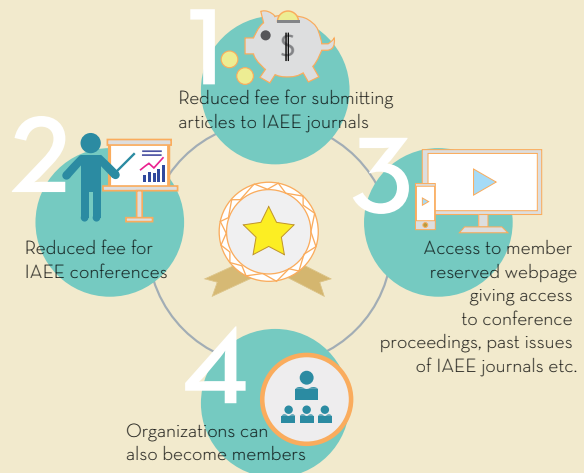 1
$
Reduced fee for submitting
articles to IAEE journals
2
Reduced fee for
IAEE conferences
3
Access to member
reserved webpage
giving access
to conference
proceedings, past issues
of IAEE journals etc.
4
Organizations can
also become members